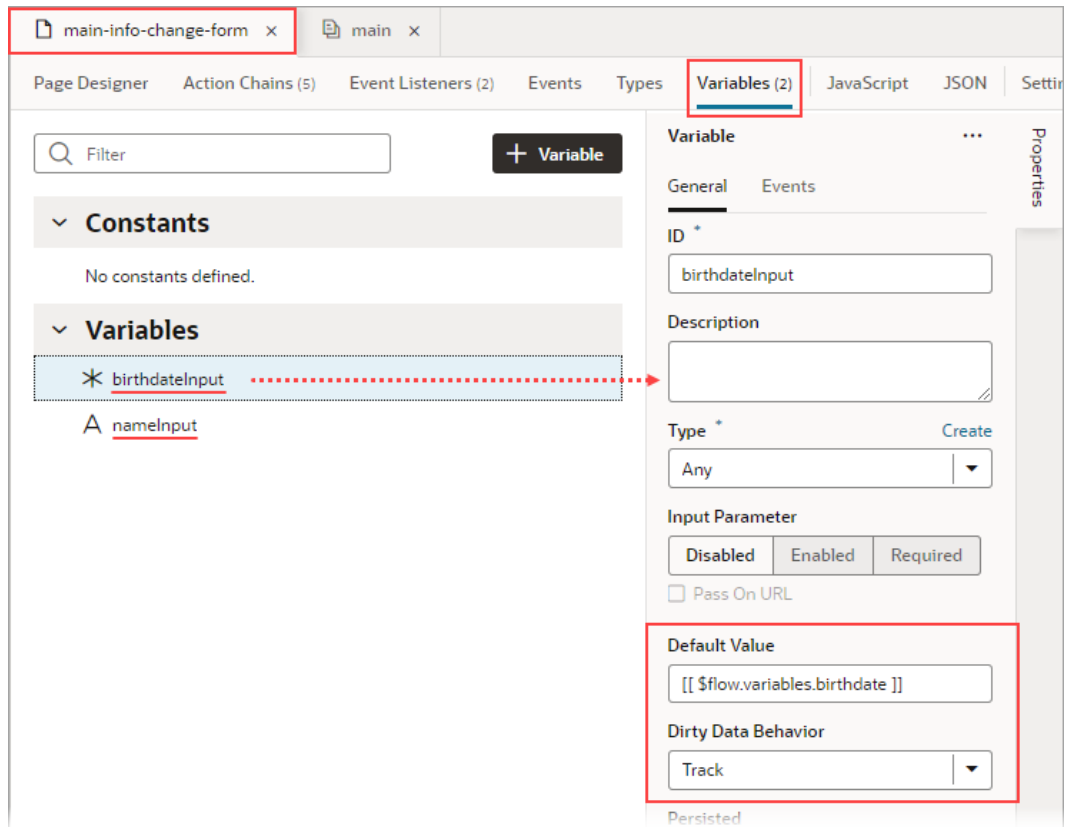 main-info-change-form × main ×
Page Designer Action Chains (5) Event Listeners (2) Events Types Variables (2) JavaScript JSON Settin
Filter
+ Variable
Constants
No constants defined.
Variables
birthdateInput
nameInput
Variable ...
General Events
ID *
birthdateInput
Description
Type * Create
Any
Input Parameter
Disabled Enabled Required
Pass On URL
Default Value
[[ $flow.variables.birthdate ]]
Dirty Data Behavior
Track
Persisted
Properties